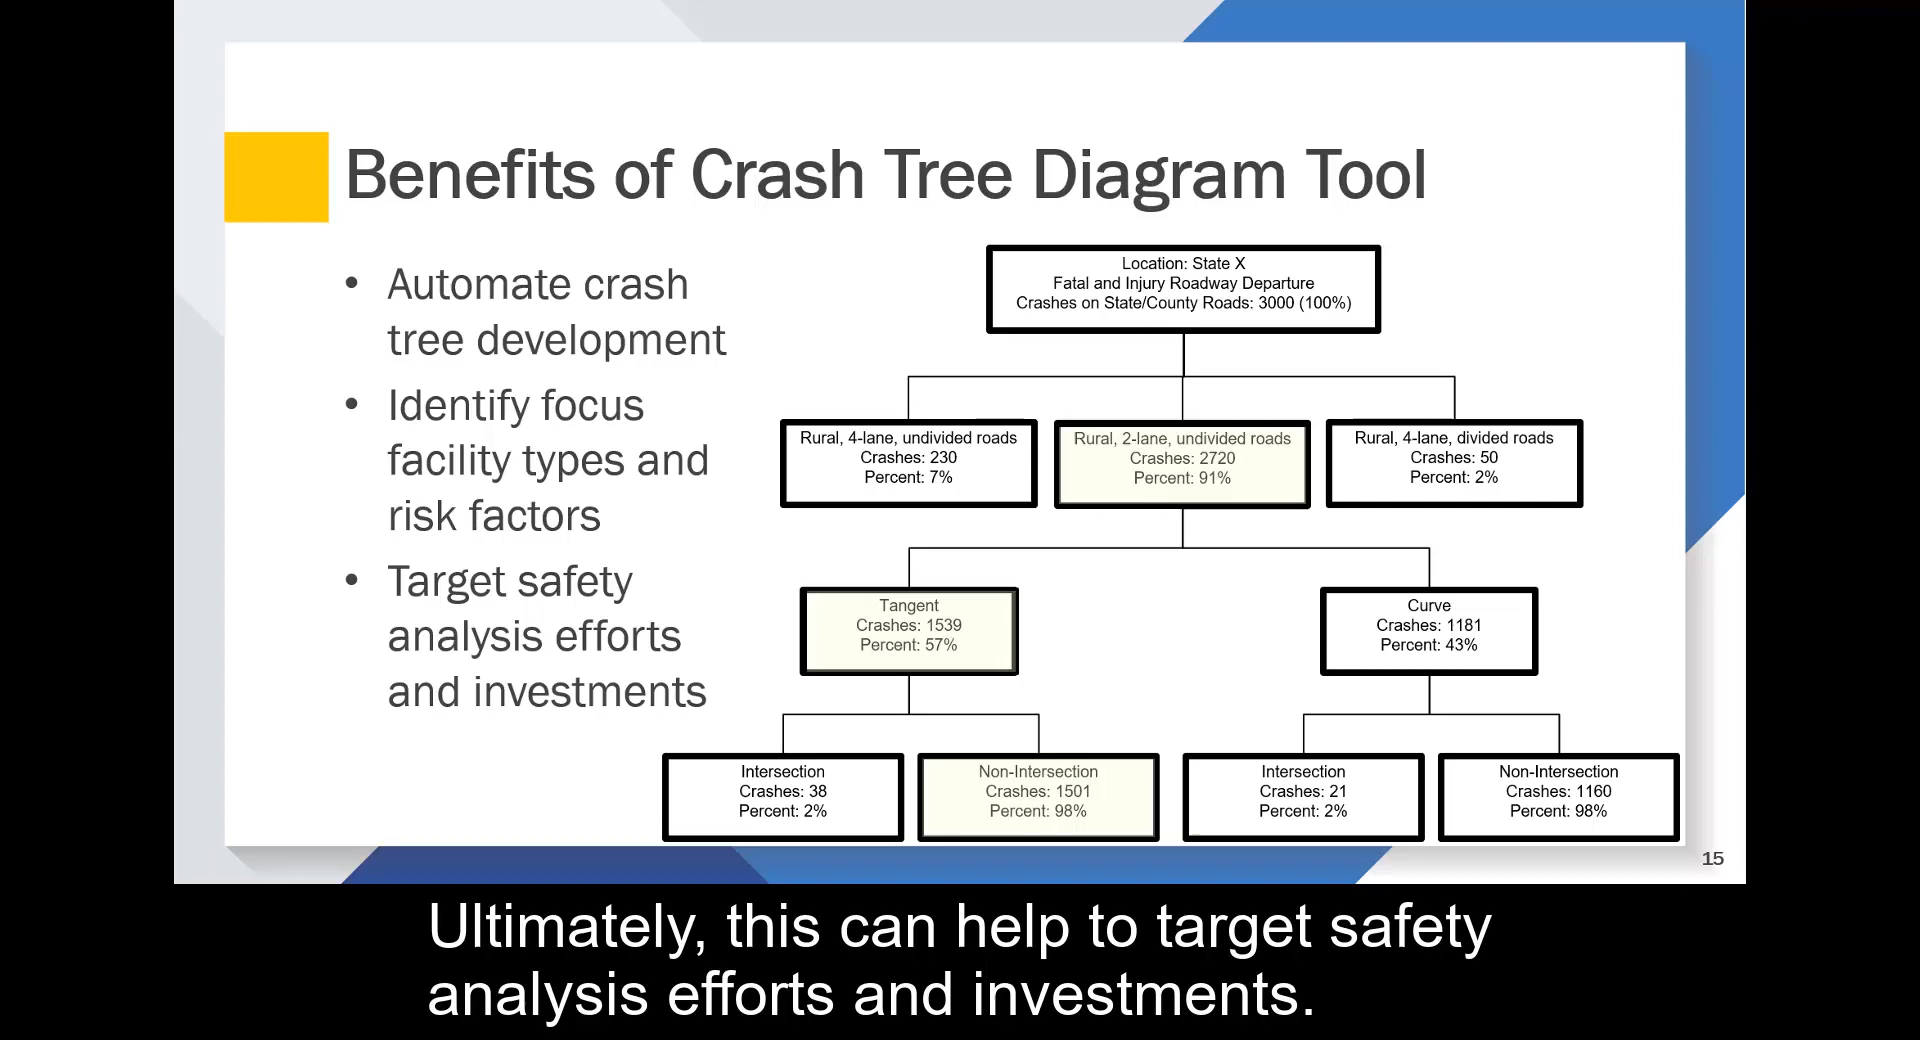 Benefits of Crash Tree Diagram Tool
• Automate crash
tree development
• Identify focus
facility types and
risk factors
• Target safety
analysis efforts
and investments
Location: State X
Fatal and Injury Roadway Departure
Crashes on State/County Roads: 3000 (100%)
Rural, 4-lane, undivided roads
Crashes: 230
Percent: 7%
Rural, 2-lane, undivided roads
Crashes: 2720
Percent: 91%
Rural, 4-lane, divided roads
Crashes: 50
Percent: 2%
Tangent
Crashes: 1539
Percent: 57%
Curve
Crashes: 1181
Percent: 43%
Intersection
Crashes: 38
Percent: 2%
Non-Intersection
Crashes: 1501
Percent: 98%
Intersection
Crashes: 21
Percent: 2%
Non-Intersection
Crashes: 1160
Percent: 98%
15
Ultimately, this can help to target safety
analysis efforts and investments.